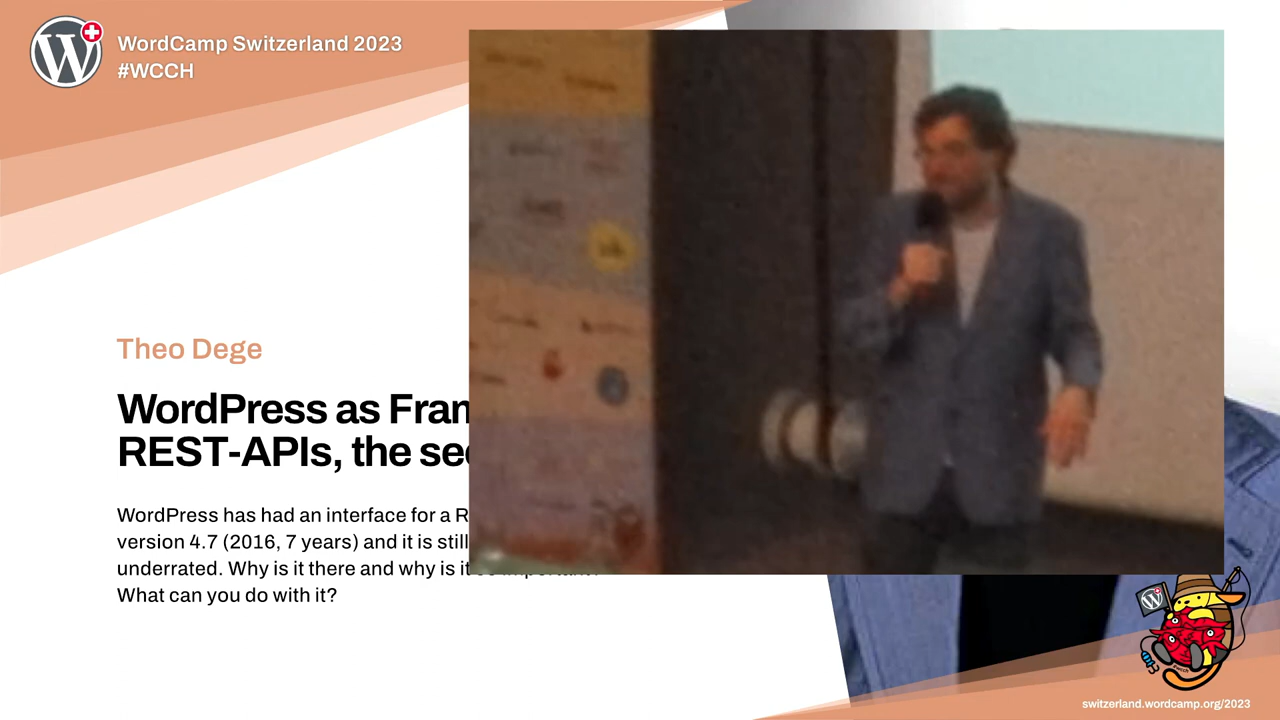 WordCamp Switzerland 2023
#WCCH
Theo Dege
WordPress as
REST-APIs, the
WordPress has had an interface for a
version 4.7 (2016, 7 years) and it is still
underrated. Why is it there and why is it
What can you do with it?
switzerland.wordcamp.org/2023